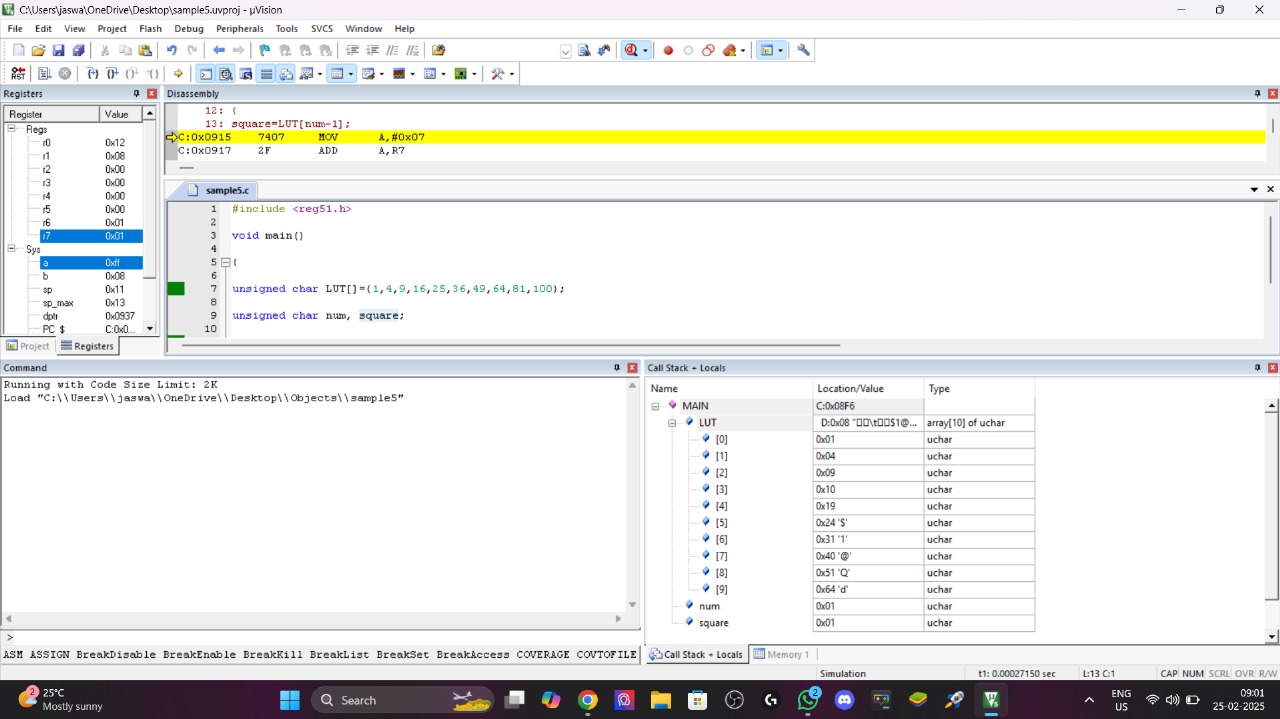 C:\Users\jaswa\OneDrive\Desktop\sample5.uvproj - µVision
File Edit View Project Flash Debug Peripherals Tools SVCS Window Help
Registers
Register Value
Regs
r0 0x12
r1 0x08
r2 0x00
r3 0x00
r4 0x00
r5 0x00
r6 0x01
r7 0x01
Sys
a 0xff
b 0x08
sp 0x11
sp_max 0x13
dptr 0x0937
PC $ C:0x0...
Project Registers
Disassembly
12: {
13: square=LUT[num-1];
C:0x0915 7407 MOV A,#0x07
C:0x0917 2F ADD A,R7
sample5.c
1 #include <reg51.h>
2
3 void main()
4
5 {
6
7 unsigned char LUT[]={1,4,9,16,25,36,49,64,81,100};
8
9 unsigned char num, square;
10
Command
Running with Code Size Limit: 2K
Load "C:\\Users\\jaswa\\OneDrive\\Desktop\\Objects\\sample5"
>
ASM ASSIGN BreakDisable BreakEnable BreakKill BreakList BreakSet BreakAccess COVERAGE COVTOFILE
Call Stack + Locals
Name Location/Value Type
MAIN C:0x08F6
LUT D:0x08 "□□\t□□$1@... array[10] of uchar
[0] 0x01 uchar
[1] 0x04 uchar
[2] 0x09 uchar
[3] 0x10 uchar
[4] 0x19 uchar
[5] 0x24 '$' uchar
[6] 0x31 '1' uchar
[7] 0x40 '@' uchar
[8] 0x51 'Q' uchar
[9] 0x64 'd' uchar
num 0x01 uchar
square 0x01 uchar
Call Stack + Locals Memory 1
Simulation t1: 0.00027150 sec L:13 C:1 CAP NUM SCRL OVR R/W
2
25°C
Mostly sunny
Search
2
ENG
US
09:01
25-02-2025